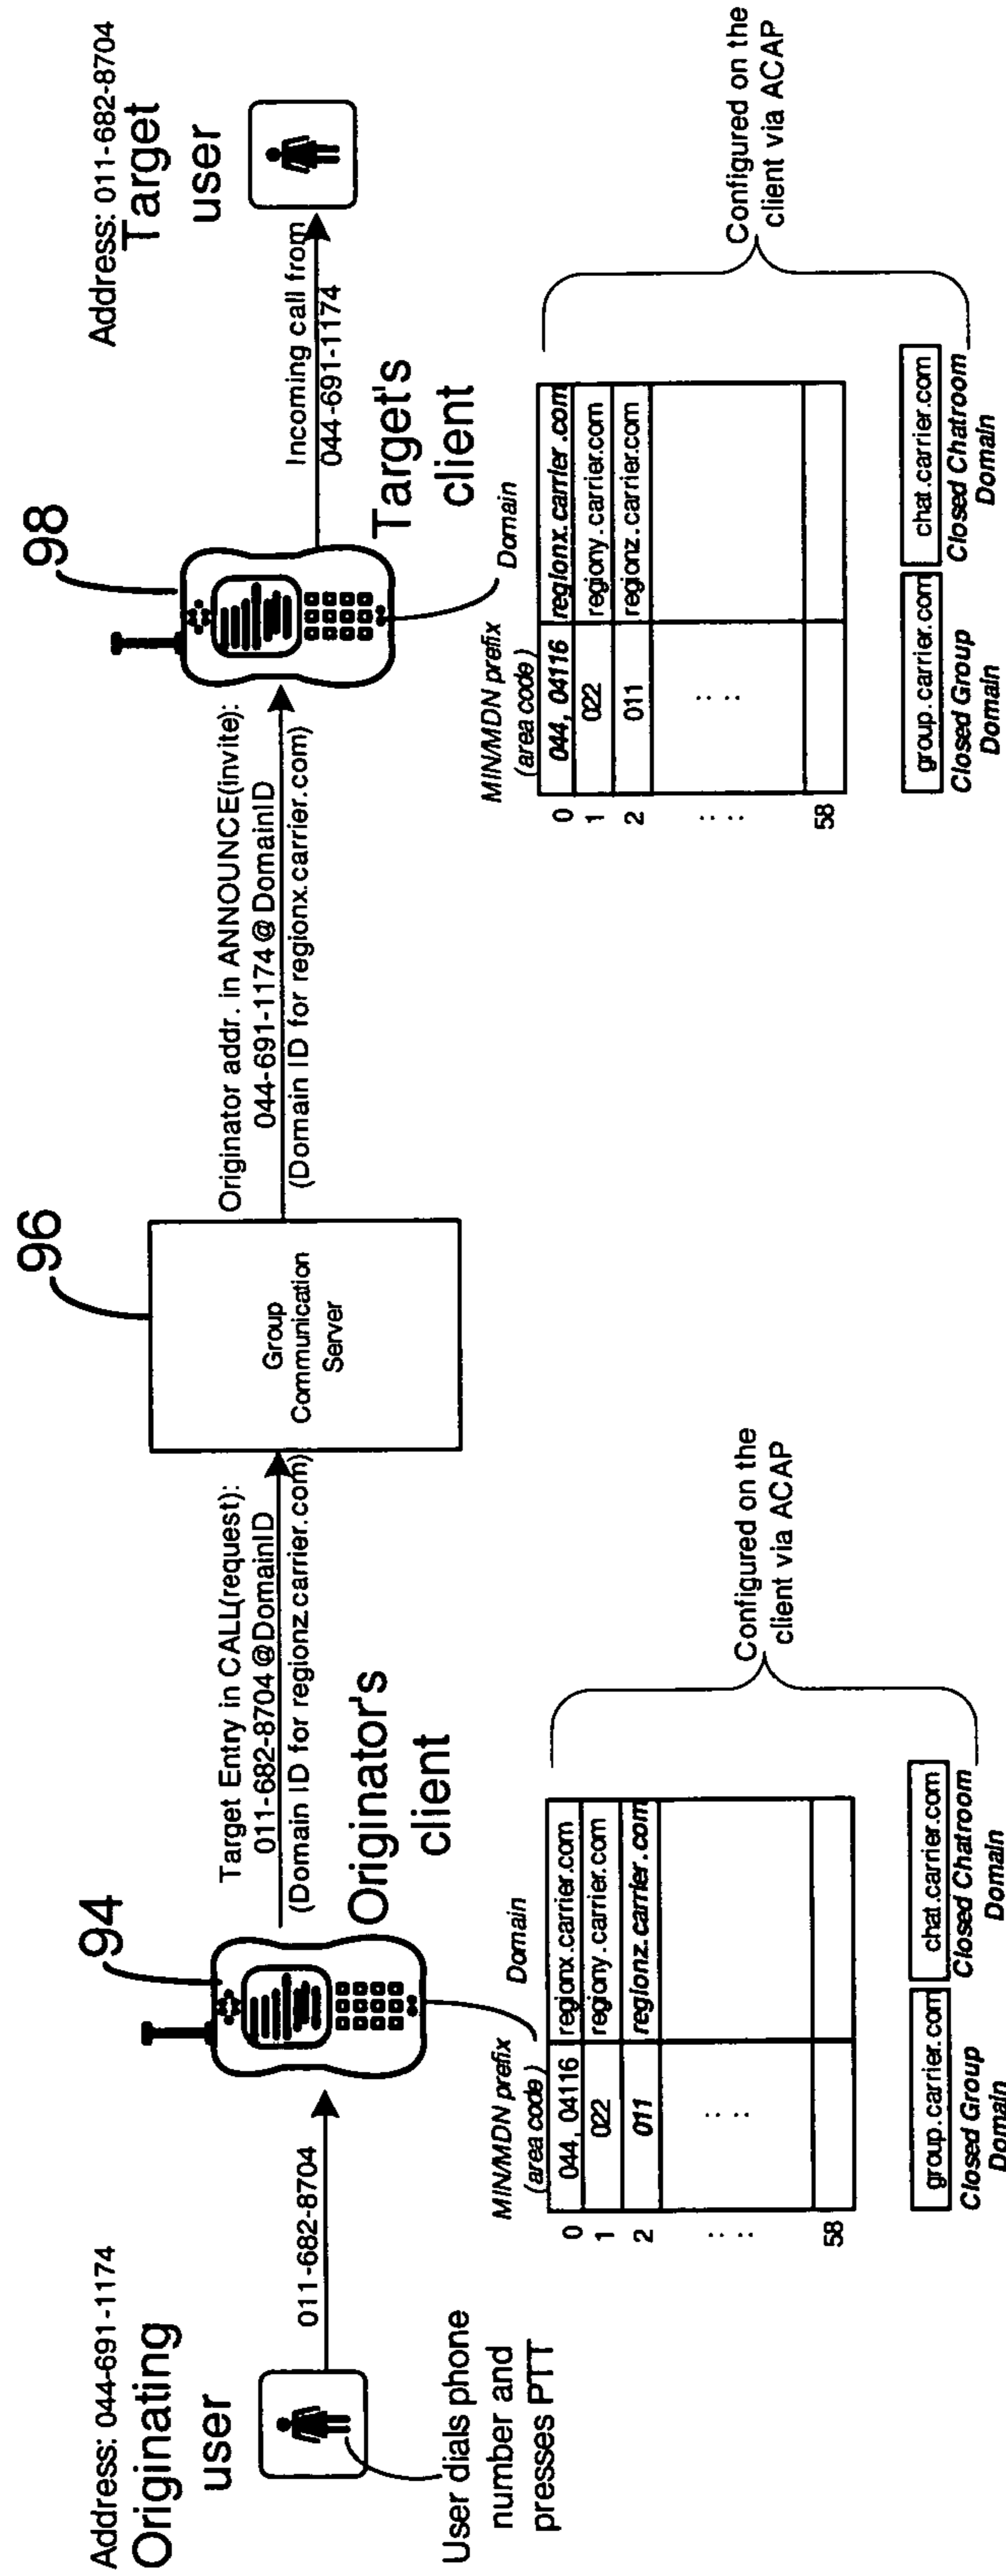 Address: 044-691-1174
Originating
user
User dials phone
number and
presses PTT
011-682-8704
94
Originator's
client
Target Entry in CALL(request):
011-682-8704@DomainID
(Domain ID for regionz.carrier.com)
96
Group
Communication
Server
Originator addr. in ANNOUNCE(invite):
044-691-1174@DomainID
(Domain ID for regionx.carrier.com)
98
Target's
client
Incoming call from
044-691-1174
Address: 011-682-8704
Target
user
MIN/MDN prefix
(area code)
Domain
0 044, 04116 regionx.carrier.com
1 022 regiony.carrier.com
2 011 regionz.carrier.com
: : : :
: : : :
58
group.carrier.com chat.carrier.com
Closed Group Closed Chatroom
Domain Domain
Configured on the
client via ACAP
MIN/MDN prefix
(area code)
Domain
0 044, 04116 regionx.carrier.com
1 022 regiony.carrier.com
2 011 regionz.carrier.com
: : : :
: : : :
58
group.carrier.com chat.carrier.com
Closed Group Closed Chatroom
Domain Domain
Configured on the
client via ACAP